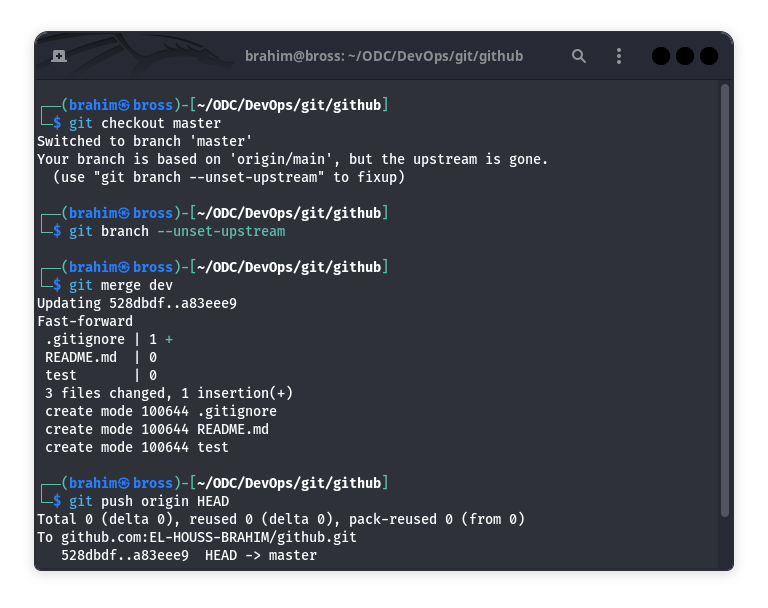 brahim@bross: ~/ODC/DevOps/git/github
┌──(brahim㉿bross)-[~/ODC/DevOps/git/github]
└─$ git checkout master
Switched to branch 'master'
Your branch is based on 'origin/main', but the upstream is gone.
  (use "git branch --unset-upstream" to fixup)
┌──(brahim㉿bross)-[~/ODC/DevOps/git/github]
└─$ git branch --unset-upstream
┌──(brahim㉿bross)-[~/ODC/DevOps/git/github]
└─$ git merge dev
Updating 528dbdf..a83eee9
Fast-forward
 .gitignore | 1 +
 README.md  | 0
 test       | 0
 3 files changed, 1 insertion(+)
 create mode 100644 .gitignore
 create mode 100644 README.md
 create mode 100644 test
┌──(brahim㉿bross)-[~/ODC/DevOps/git/github]
└─$ git push origin HEAD
Total 0 (delta 0), reused 0 (delta 0), pack-reused 0 (from 0)
To github.com:EL-HOUSS-BRAHIM/github.git
   528dbdf..a83eee9  HEAD -> master